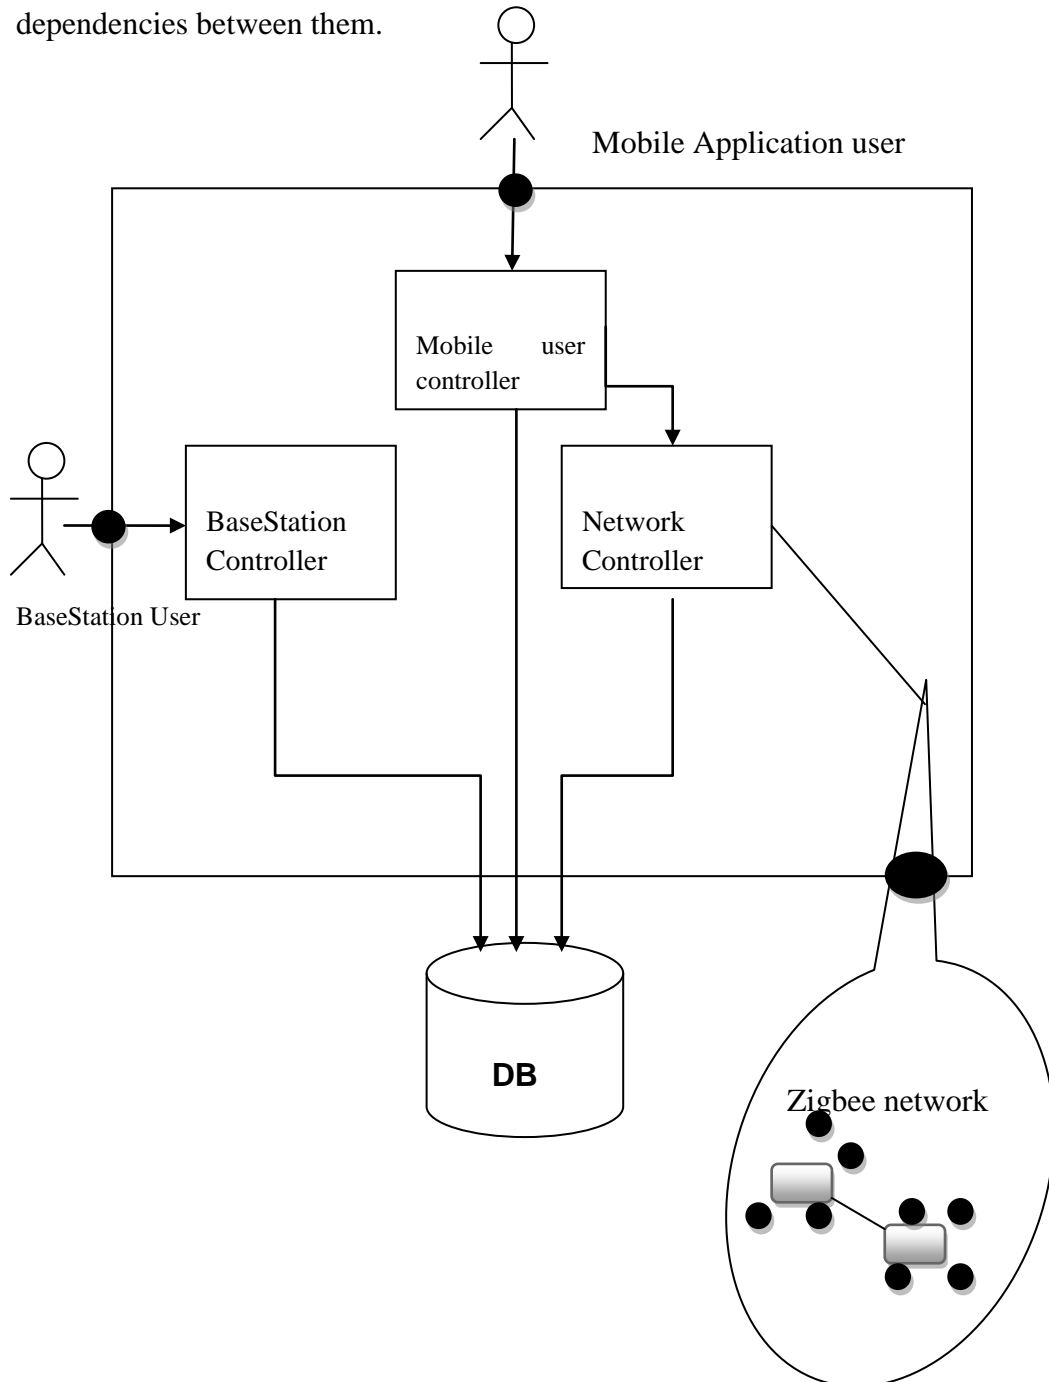 dependencies between them.
Mobile Application user
Mobile user
controller
BaseStation
Controller
Network
Controller
BaseStation User
DB
Zigbee network